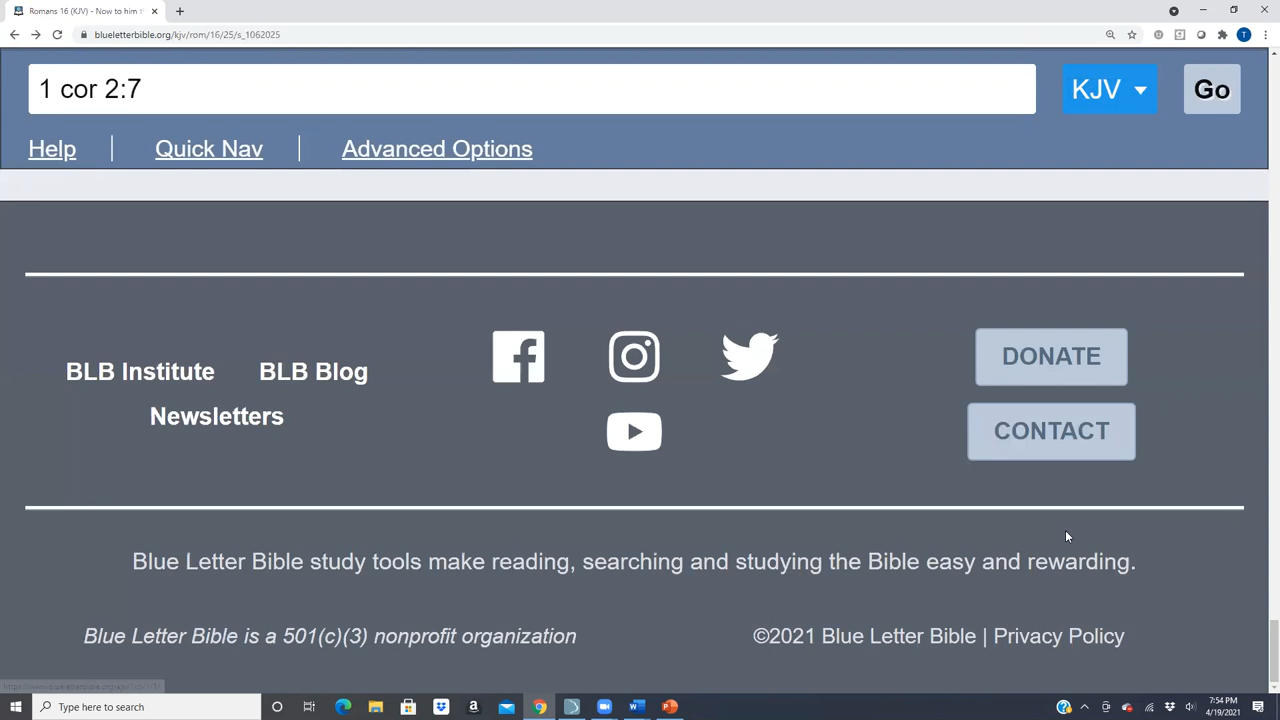 Romans 16 (KJV) - Now to him t
blueletterbible.org/kjv/rom/16/25/s_1062025
T
1 cor 2:7
KJV
Go
Help
Quick Nav
Advanced Options
BLB Institute
BLB Blog
Newsletters
DONATE
CONTACT
Blue Letter Bible study tools make reading, searching and studying the Bible easy and rewarding.
Blue Letter Bible is a 501(c)(3) nonprofit organization
©2021 Blue Letter Bible | Privacy Policy
Type here to search
7:54 PM
4/19/2021